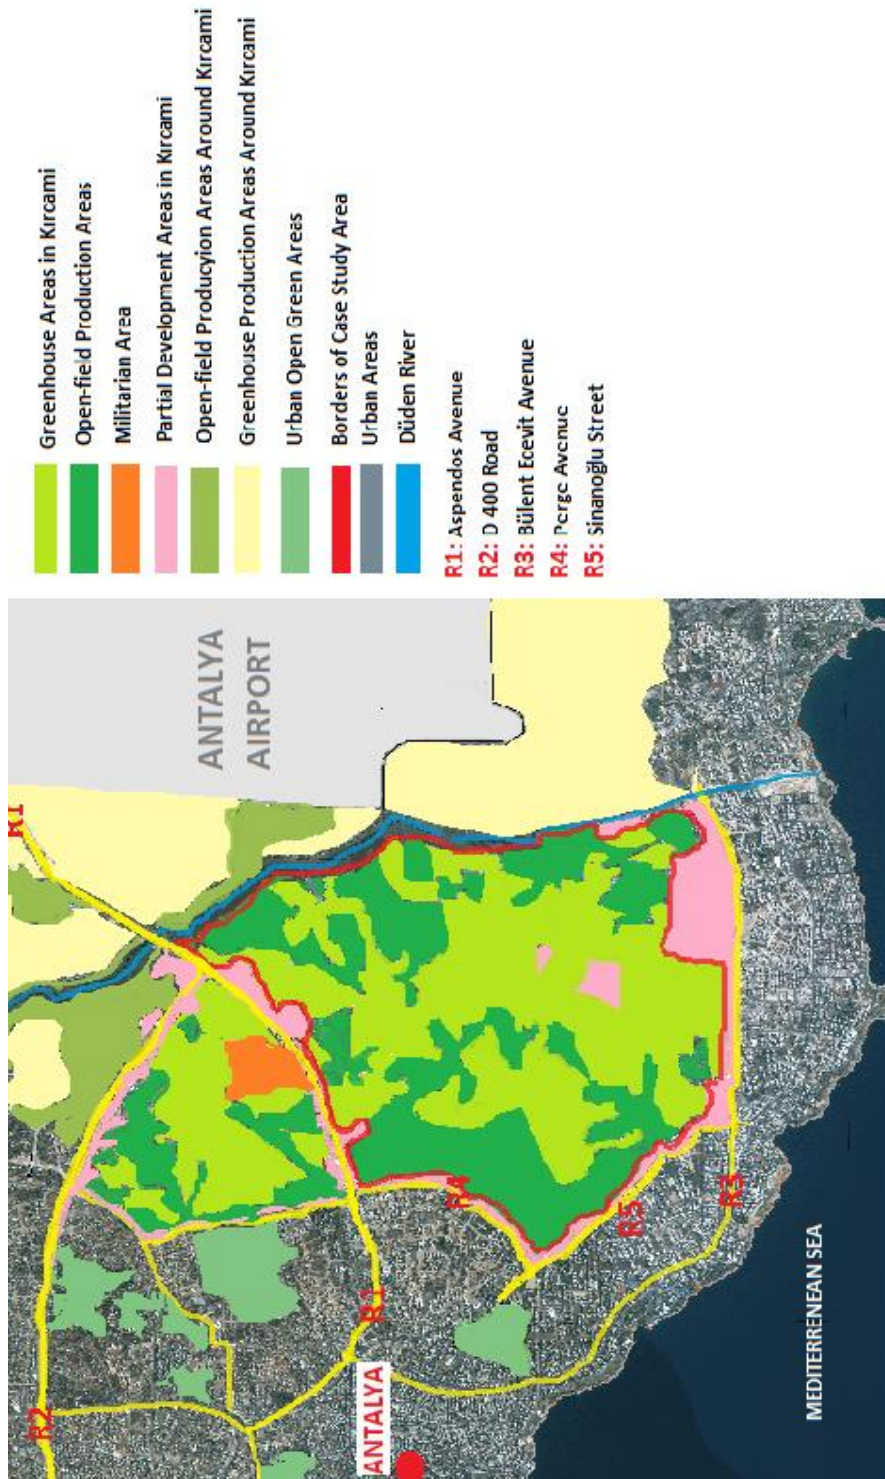 Greenhouse Areas in Kırcami
Open-field Production Areas
Militarian Area
Partial Development Areas in Kırcami
Open-field Producyion Areas Around Kırcami
Greenhouse Production Areas Around Kırcami
Urban Open Green Areas
Borders of Case Study Area
Urban Areas
Düden River
R1: Aspendos Avenue
R2: D 400 Road
R3: Bülent Ecevit Avenue
R4: Perge Avenue
R5: Sinanoğlu Street
R1
ANTALYA
AIRPORT
R2
R1
R4
R5
R3
ANTALYA
MEDITERRENEAN SEA